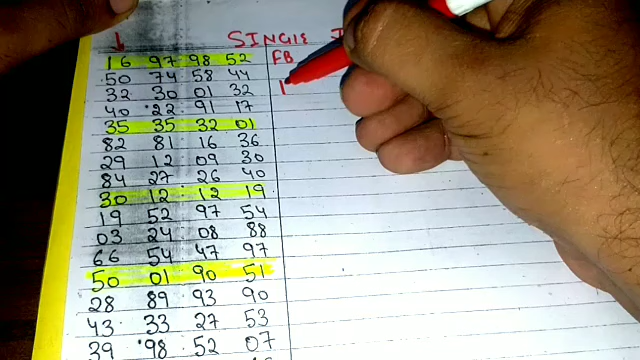 SINGLE
16 97 98 52 FB
50 74 58 44
32 30 01 32
40 22 91 17
35 35 32 01
82 81 16 36
29 12 09 30
84 27 26 40
30 12 12 19
19 52 97 54
03 24 08 88
66 54 47 97
50 01 90 51
28 89 93 90
43 33 27 53
39 98 52 07